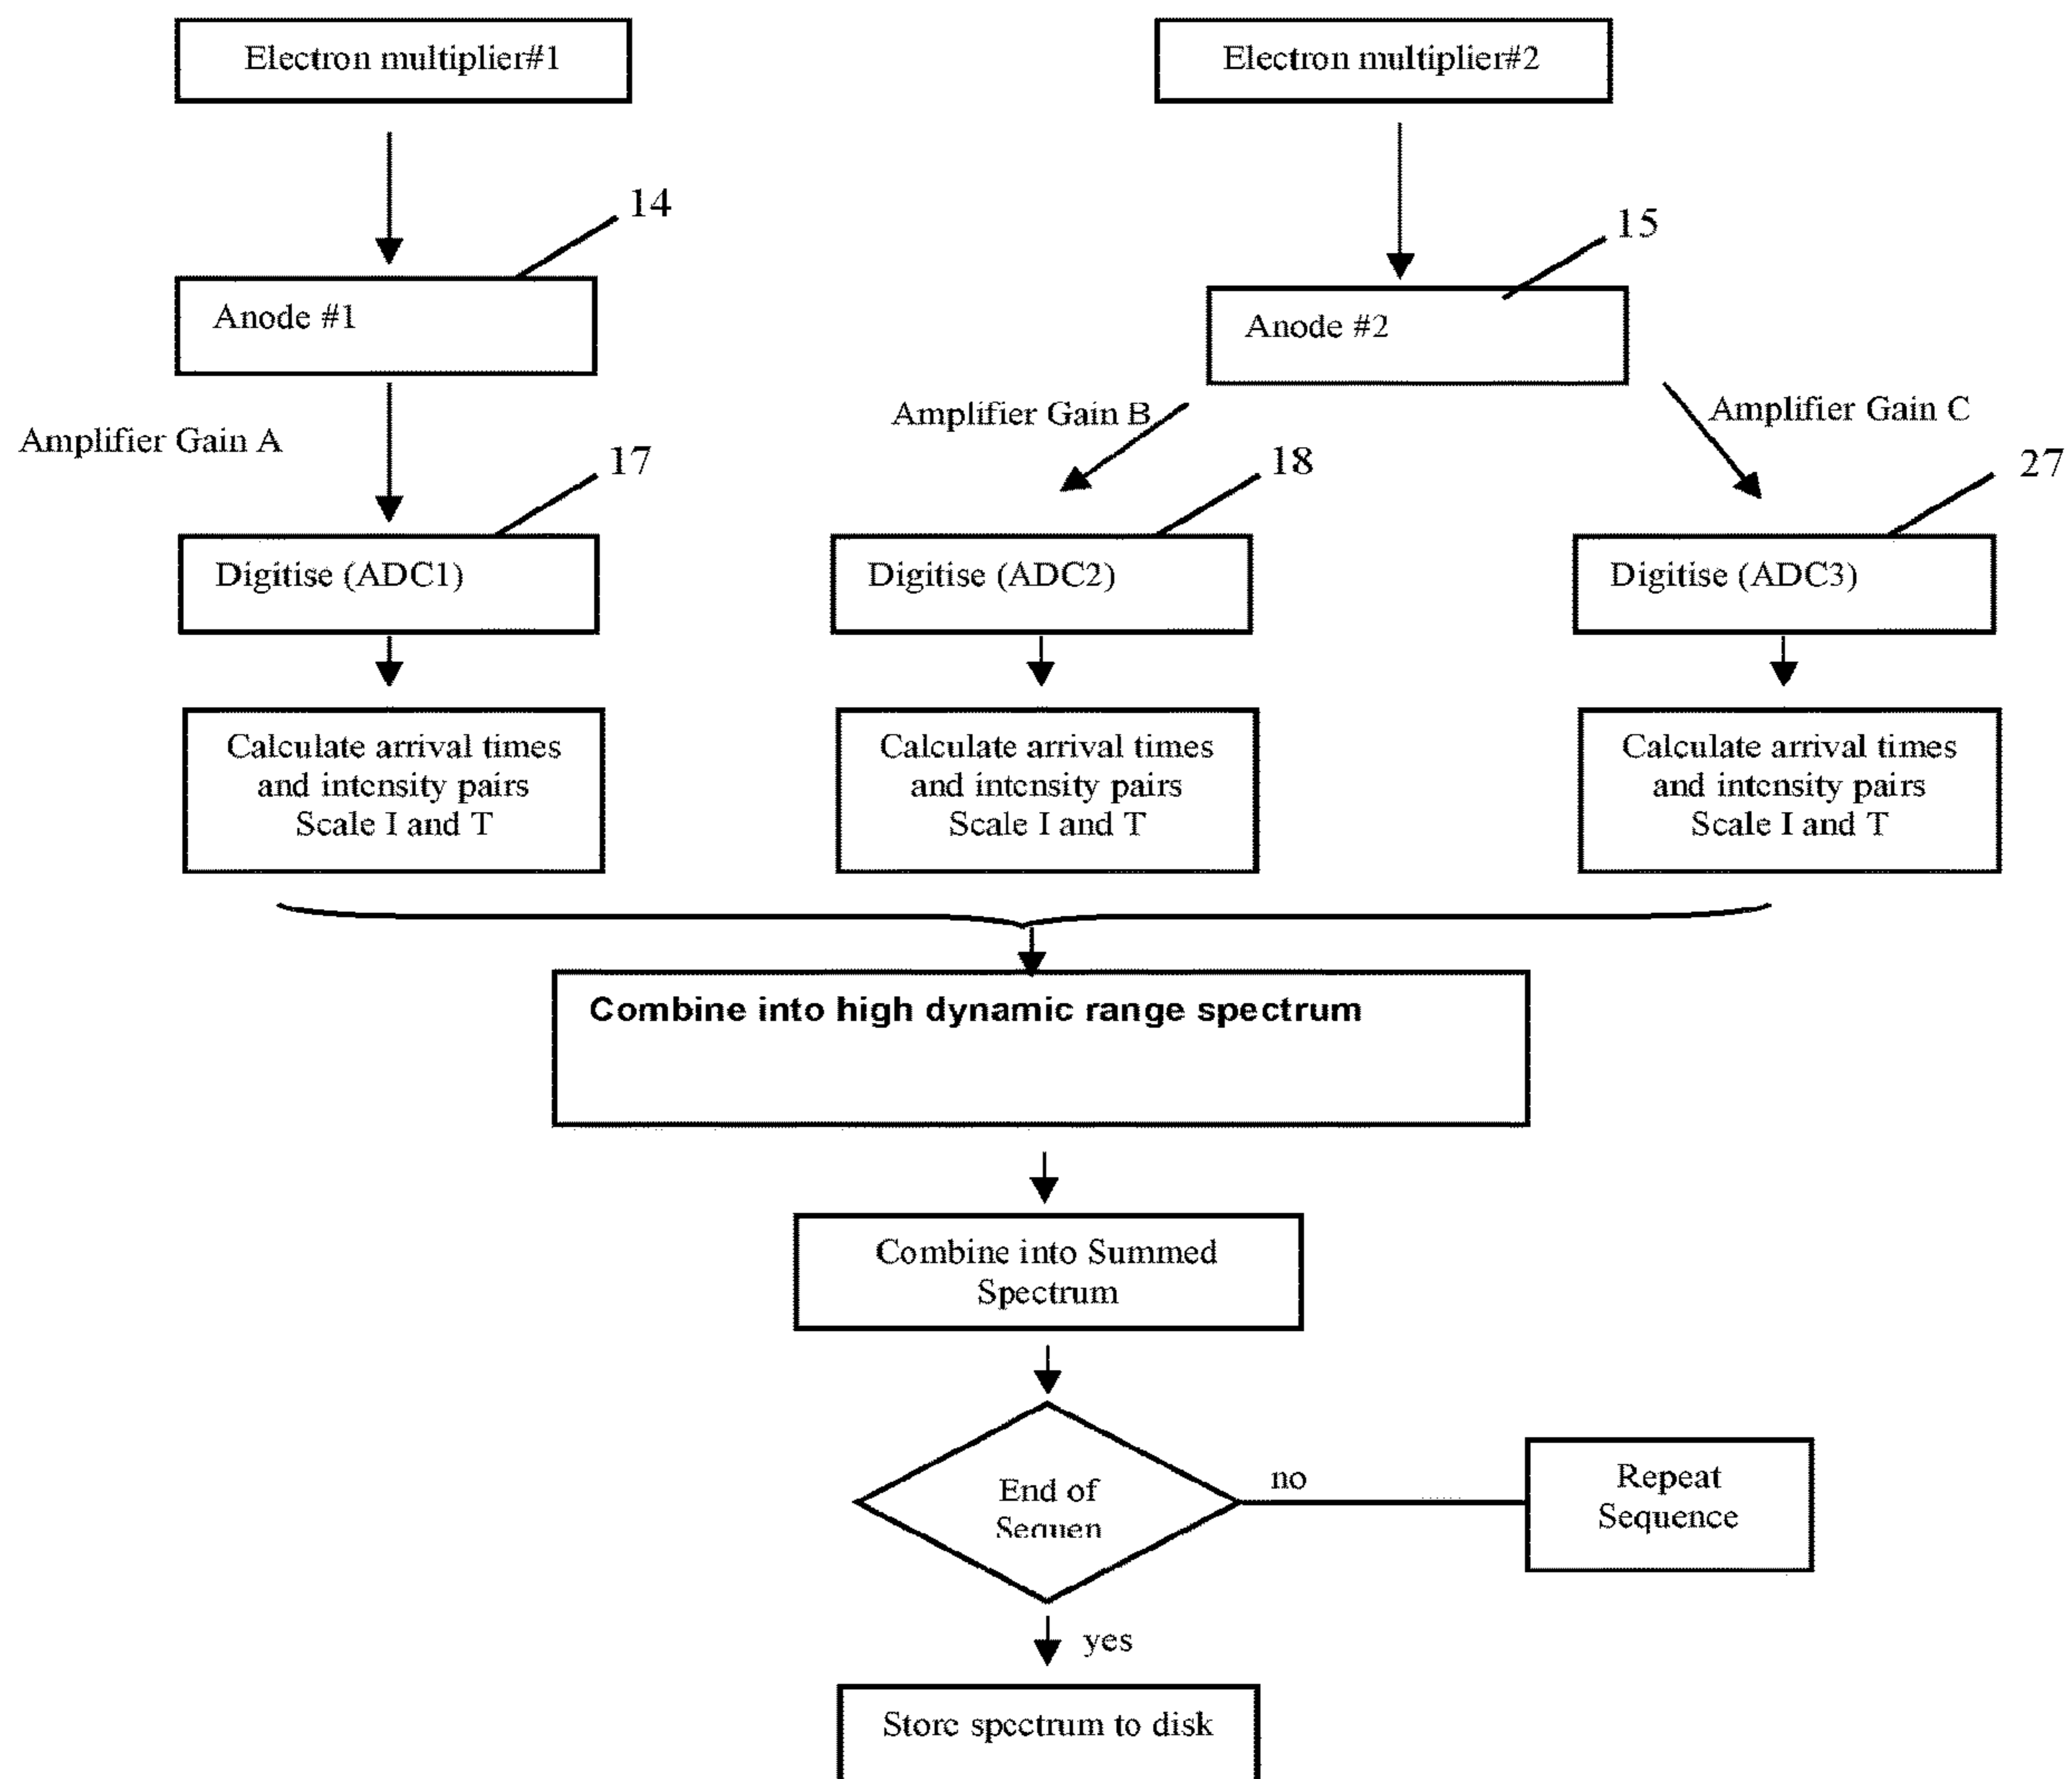 Electron multiplier#1
Electron multiplier#2
14
15
Anode #1
Anode #2
Amplifier Gain A
Amplifier Gain B
Amplifier Gain C
17
18
27
Digitise (ADC1)
Digitise (ADC2)
Digitise (ADC3)
Calculate arrival times
and intensity pairs
Scale I and T
Calculate arrival times
and intensity pairs
Scale I and T
Calculate arrival times
and intensity pairs
Scale I and T
Combine into high dynamic range spectrum
Combine into Summed
Spectrum
End of
Sequen
no
Repeat
Sequence
yes
Store spectrum to disk